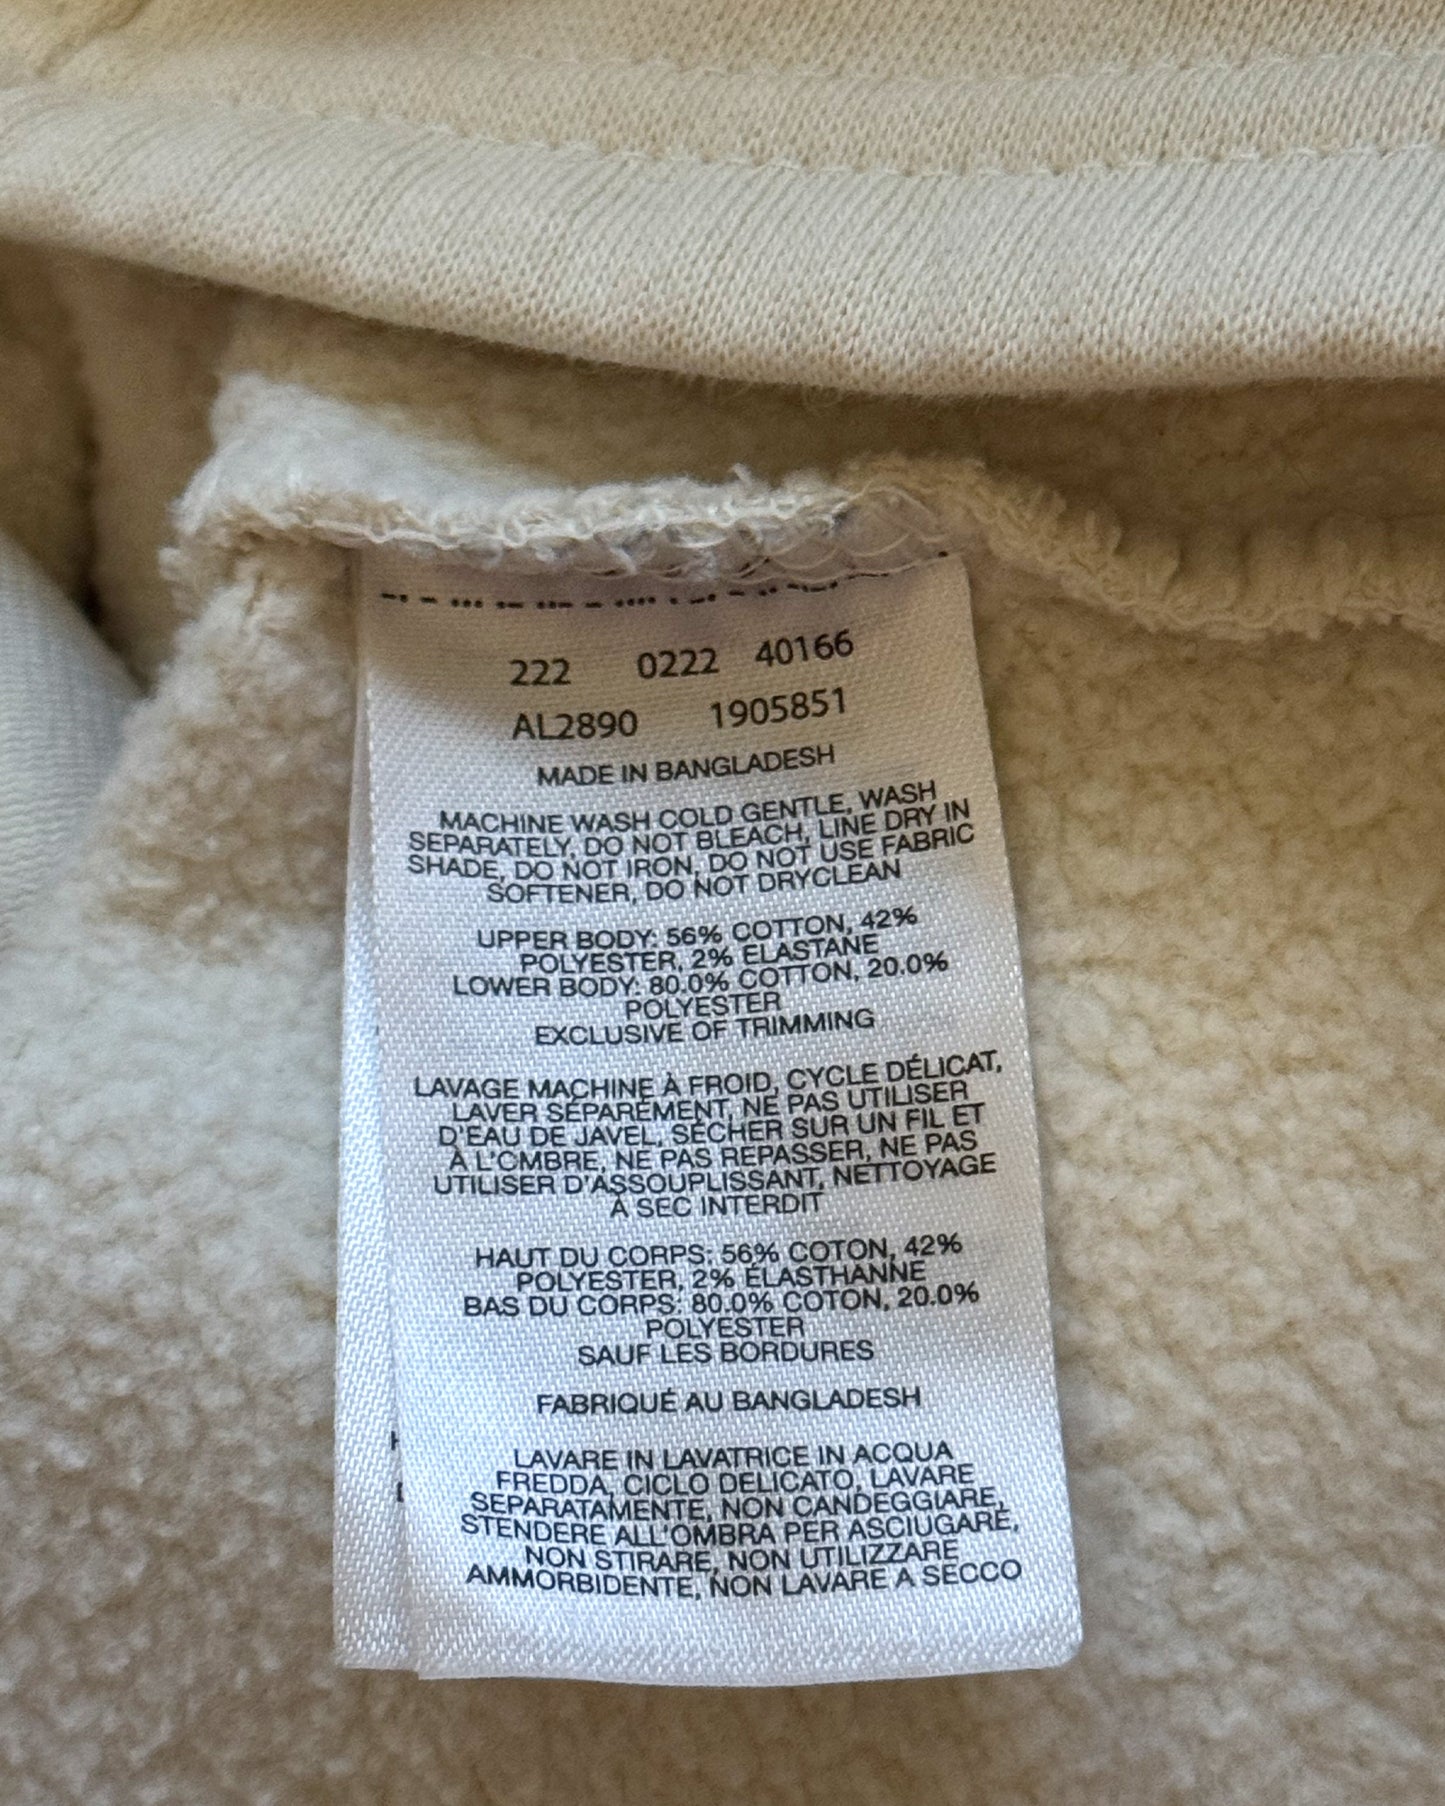 222 0222 40166
AL2890 1905851
MADE IN BANGLADESH
MACHINE WASH COLD GENTLE, WASH
SEPARATELY, DO NOT BLEACH, LINE DRY IN
SHADE, DO NOT IRON, DO NOT USE FABRIC
SOFTENER, DO NOT DRYCLEAN
UPPER BODY: 56% COTTON, 42%
POLYESTER, 2% ELASTANE
LOWER BODY: 80.0% COTTON, 20.0%
POLYESTER
EXCLUSIVE OF TRIMMING
LAVAGE MACHINE À FROID, CYCLE DÉLICAT,
LAVER SÉPARÉMENT, NE PAS UTILISER
D'EAU DE JAVEL, SÉCHER SUR UN FIL ET
À L'OMBRE, NE PAS REPASSER, NE PAS
UTILISER D'ASSOUPLISSANT, NETTOYAGE
À SEC INTERDIT
HAUT DU CORPS: 56% COTON, 42%
POLYESTER, 2% ÉLASTHANNE
BAS DU CORPS: 80.0% COTON, 20.0%
POLYESTER
SAUF LES BORDURES
FABRIQUÉ AU BANGLADESH
LAVARE IN LAVATRICE IN ACQUA
FREDDA, CICLO DELICATO, LAVARE
SEPARATAMENTE, NON CANDEGGIARE,
STENDERE ALL'OMBRA PER ASCIUGARE,
NON STIRARE, NON UTILIZZARE
AMMORBIDENTE, NON LAVARE A SECCO